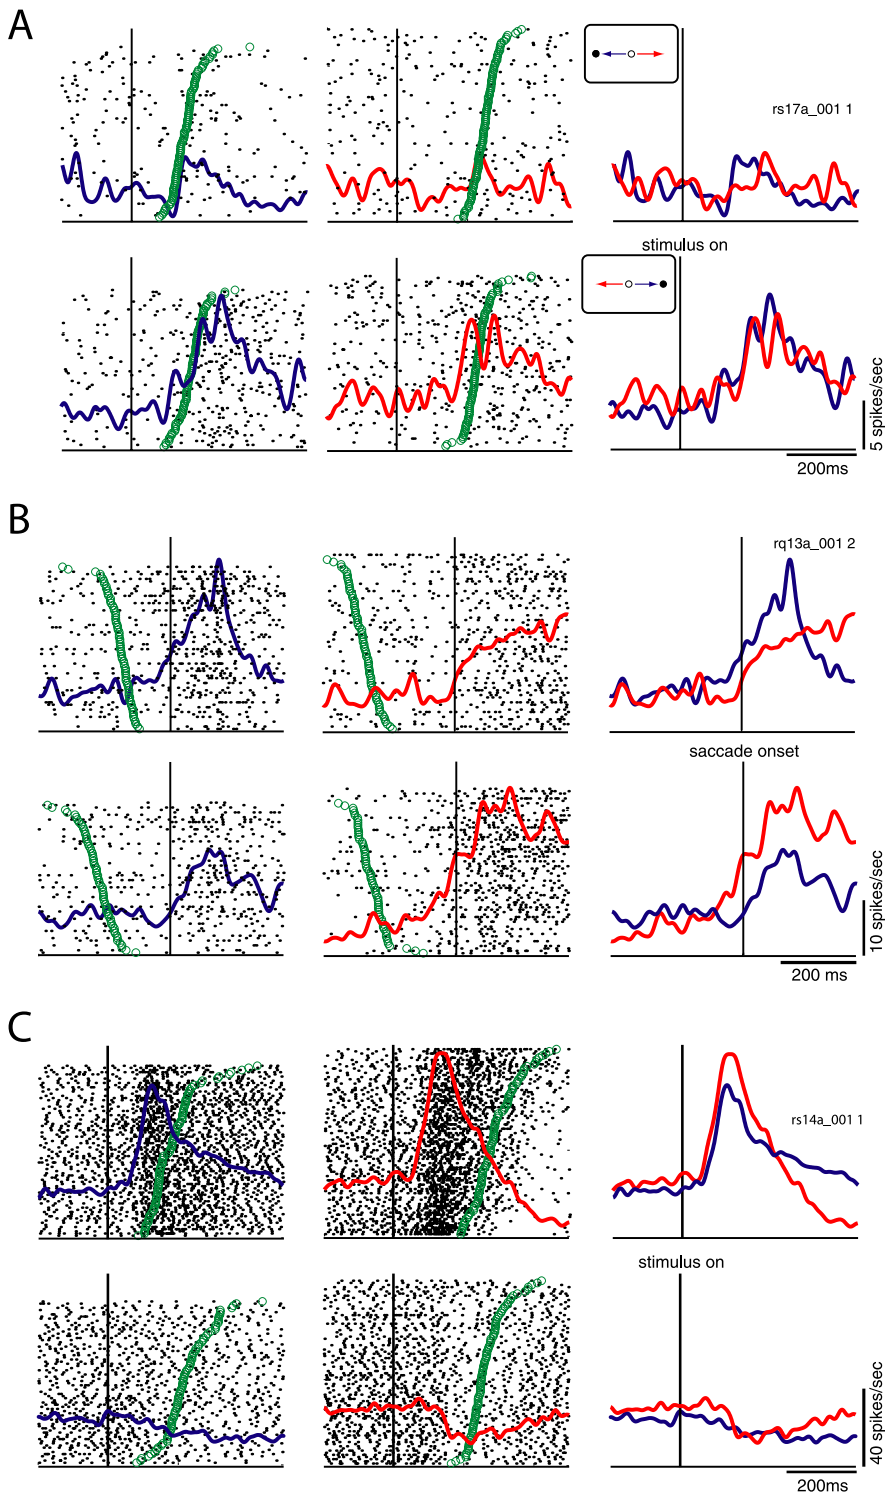 A
rs17a_001 1
stimulus on
5 spikes/sec
200ms
B
rq13a_001 2
saccade onset
10 spikes/sec
200 ms
C
rs14a_001 1
stimulus on
40 spikes/sec
200ms